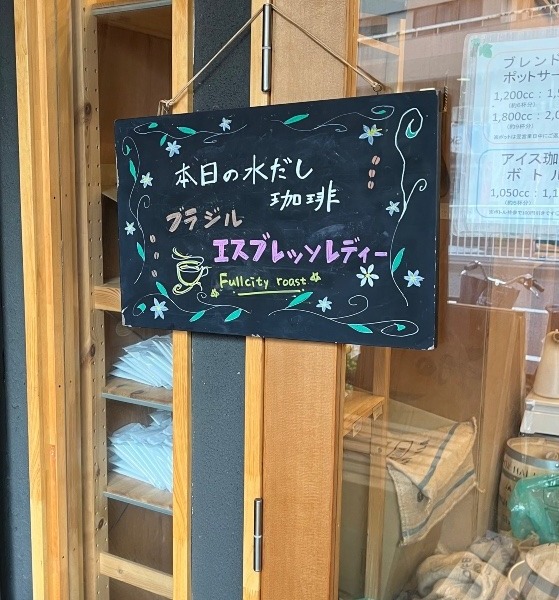 本日の水だし
珈琲
ブラジル
エスプレッソレディー
Fullcity roast
ブレンド
ポットサー
1,200cc：1,5
1,800cc：2,0
アイス珈
ボトル
1,050cc：1,1